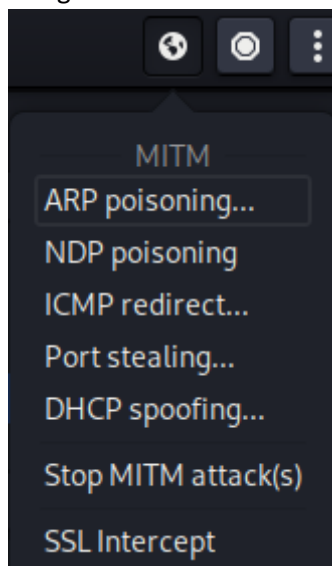 MITM
ARP poisoning...
NDP poisoning
ICMP redirect...
Port stealing...
DHCP spoofing...
Stop MITM attack(s)
SSL Intercept